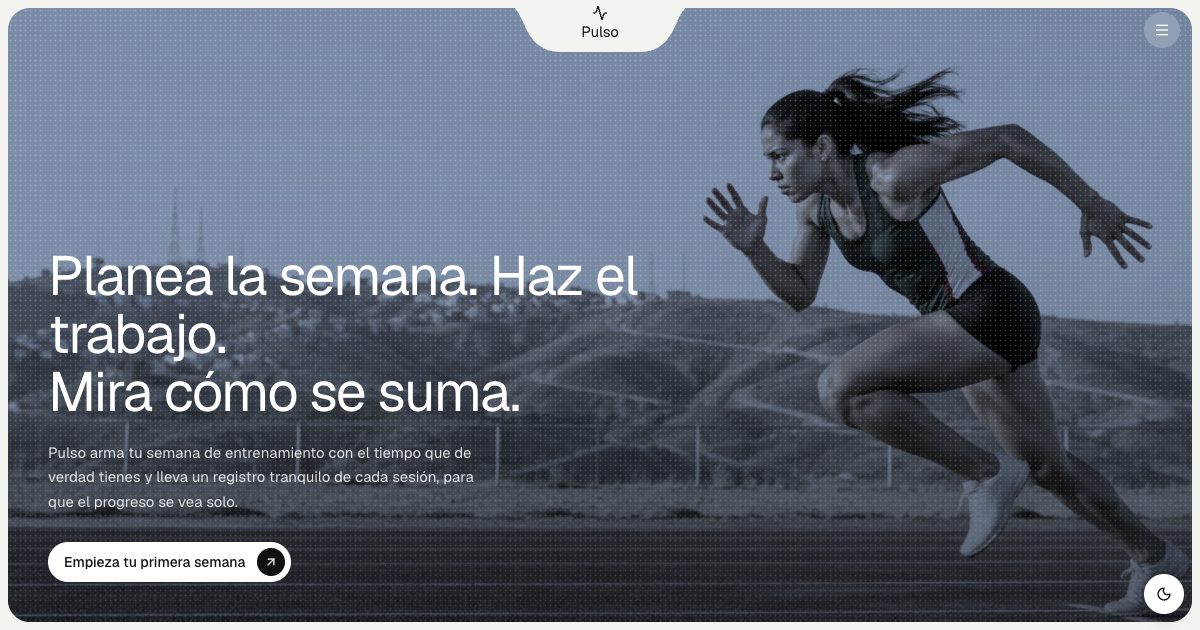 Pulso
Planea la semana. Haz el
trabajo.
Mira cómo se suma.
Pulso arma tu semana de entrenamiento con el tiempo que de
verdad tienes y lleva un registro tranquilo de cada sesión, para
que el progreso se vea solo.
Empieza tu primera semana